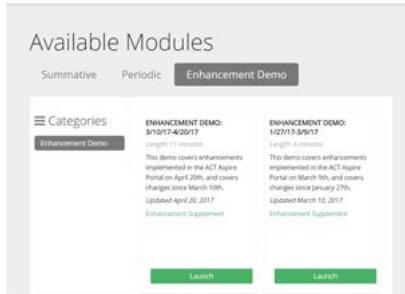 Available Modules
Summative Periodic Enhancement Demo
Categories
Enhancement Demo
ENHANCEMENT DEMO:
3/10/17-4/20/17
Length: 11 minutes
This demo covers enhancements
implemented in the ACT Aspire
Portal on April 20th, and covers
changes since March 10th.
Updated April 20, 2017
Enhancement Supplement
Launch
ENHANCEMENT DEMO:
1/27/17-3/9/17
Length: 6 minutes
This demo covers enhancements
implemented in the ACT Aspire
Portal on March 9th, and covers
changes since January 27th.
Updated March 10, 2017
Enhancement Supplement
Launch